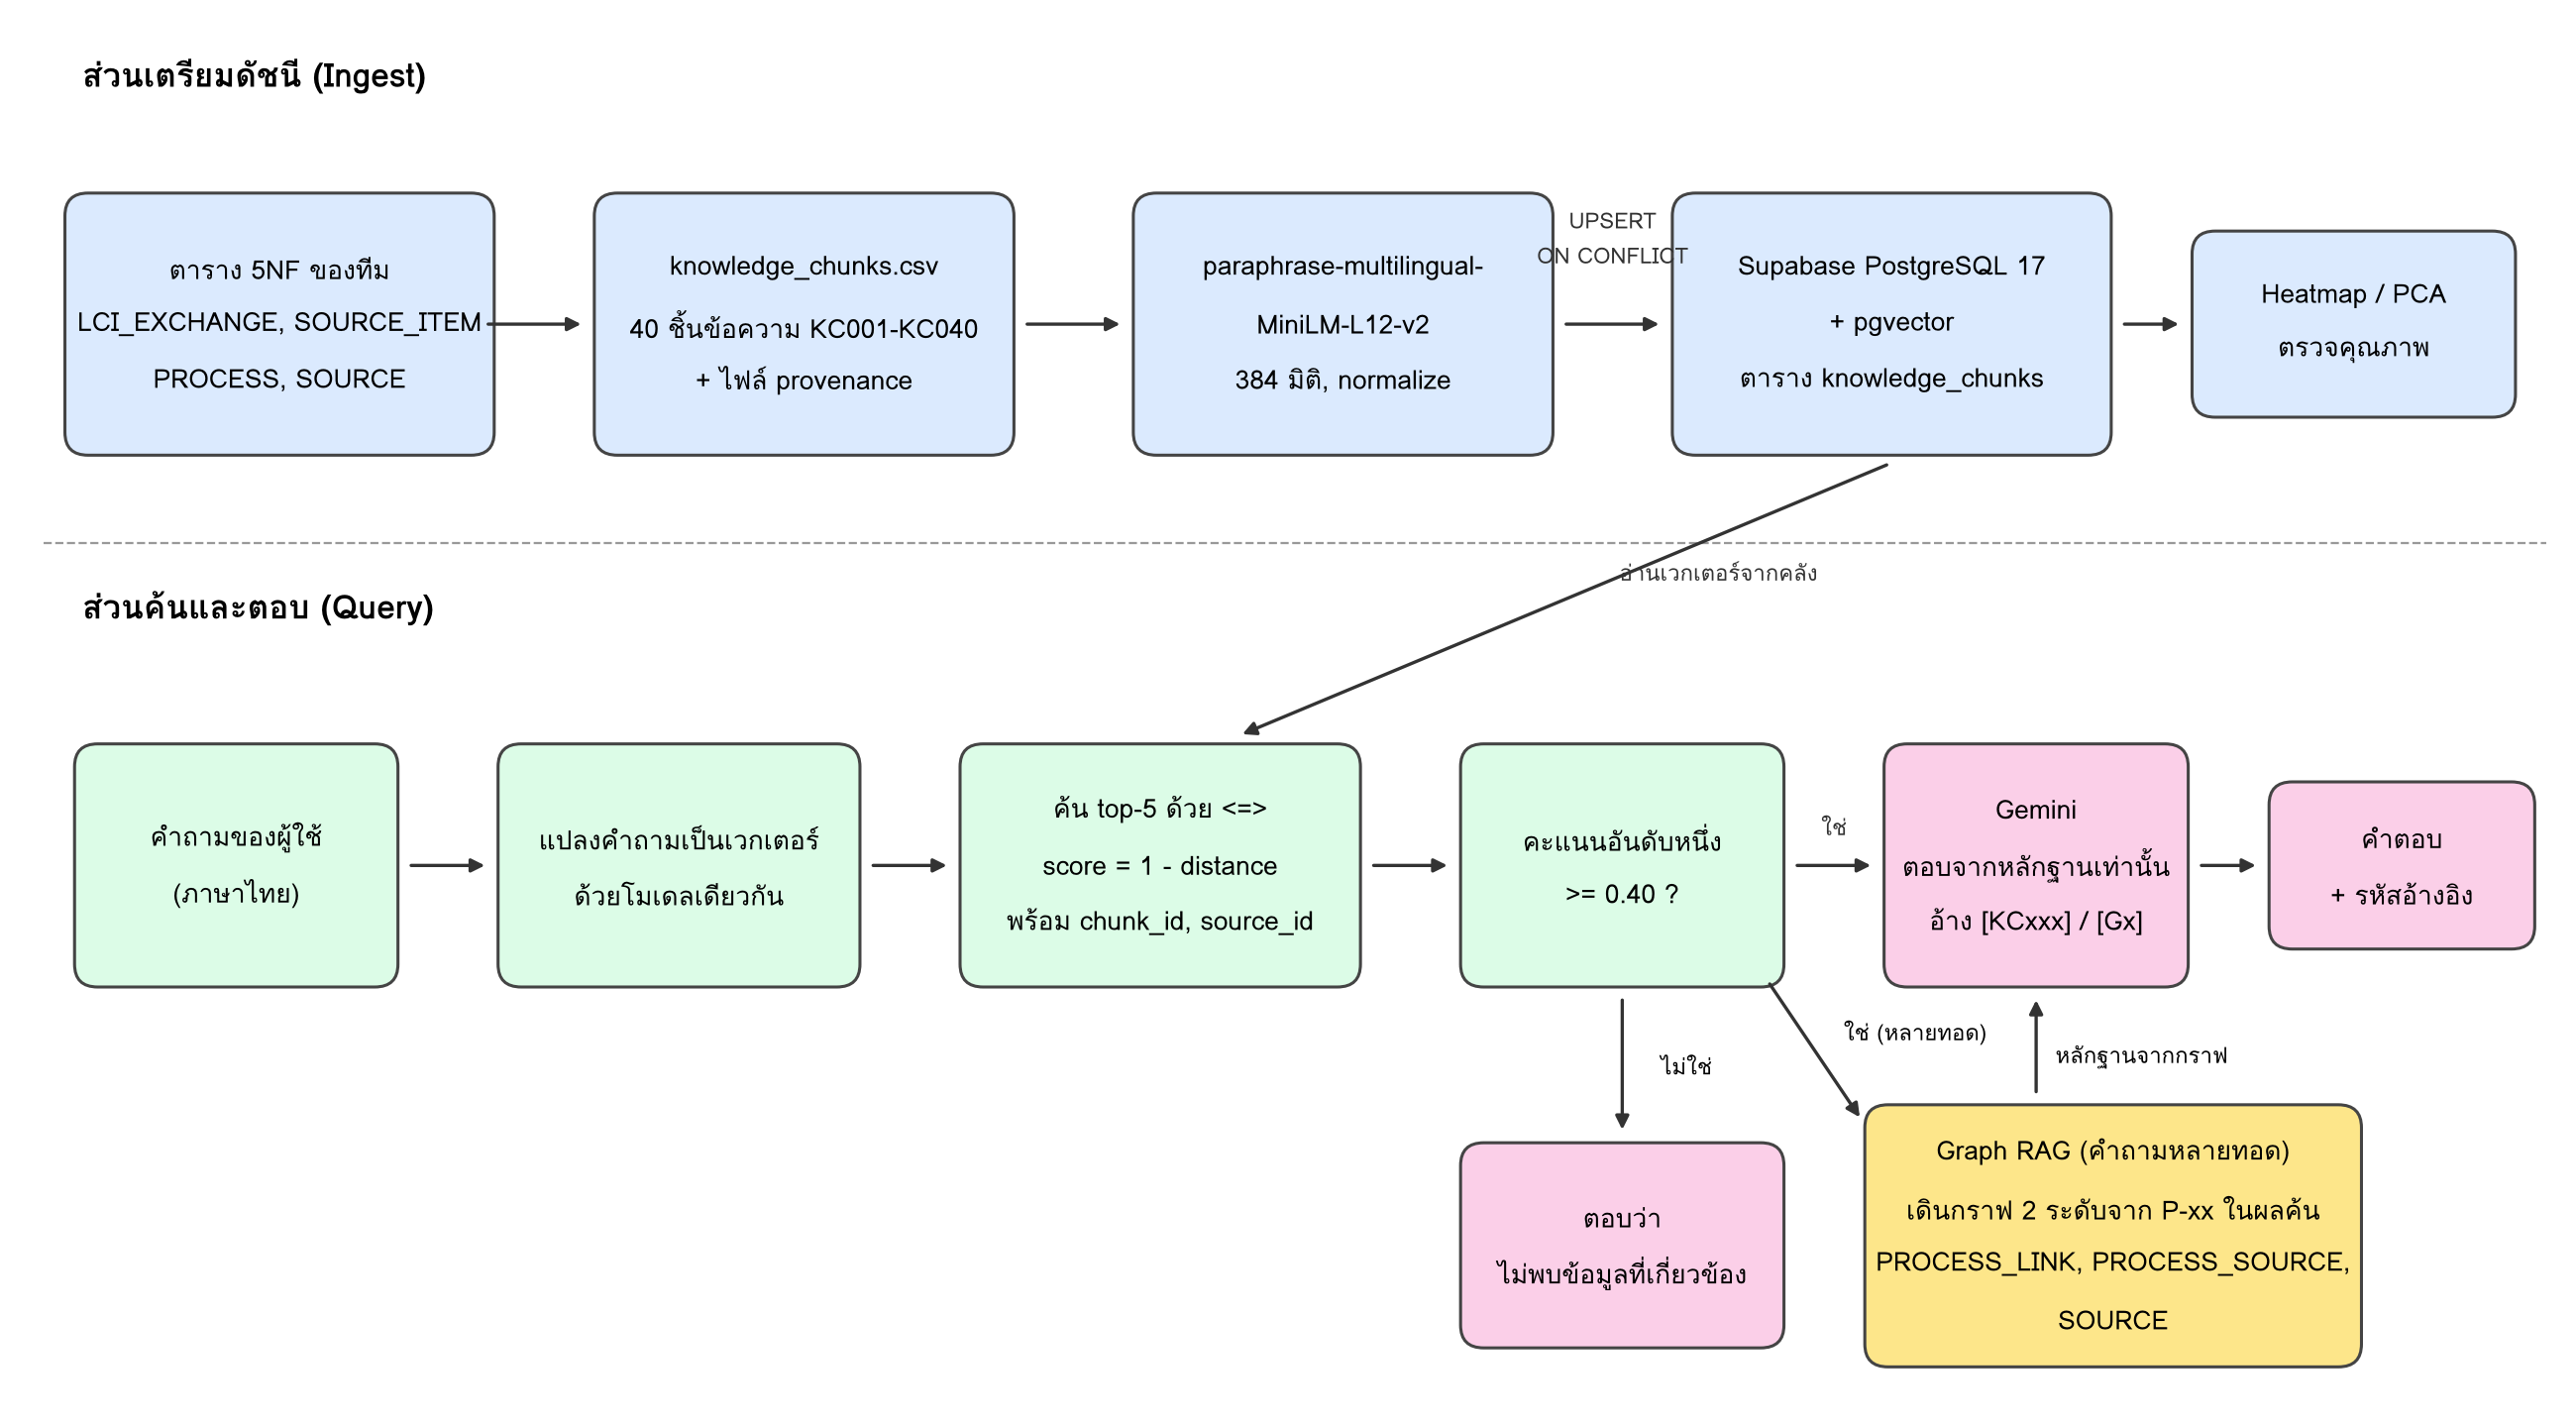 ส่วนเตรียมดัชนี (Ingest)
ตาราง 5NF ของทีม
LCI_EXCHANGE, SOURCE_ITEM
PROCESS, SOURCE
knowledge_chunks.csv
40 ชิ้นข้อความ KC001-KC040
+ ไฟล์ provenance
paraphrase-multilingual-
MiniLM-L12-v2
384 มิติ, normalize
UPSERT
ON CONFLICT
Supabase PostgreSQL 17
+ pgvector
ตาราง knowledge_chunks
Heatmap / PCA
ตรวจคุณภาพ
อ่านเวกเตอร์จากคลัง
ส่วนค้นและตอบ (Query)
คำถามของผู้ใช้
(ภาษาไทย)
แปลงคำถามเป็นเวกเตอร์
ด้วยโมเดลเดียวกัน
ค้น top-5 ด้วย <=>
score = 1 - distance
พร้อม chunk_id, source_id
คะแนนอันดับหนึ่ง
>= 0.40 ?
ใช่
Gemini
ตอบจากหลักฐานเท่านั้น
อ้าง [KCxxx] / [Gx]
คำตอบ
+ รหัสอ้างอิง
ไม่ใช่
ใช่ (หลายทอด)
หลักฐานจากกราฟ
ตอบว่า
ไม่พบข้อมูลที่เกี่ยวข้อง
Graph RAG (คำถามหลายทอด)
เดินกราฟ 2 ระดับจาก P-xx ในผลค้น
PROCESS_LINK, PROCESS_SOURCE,
SOURCE